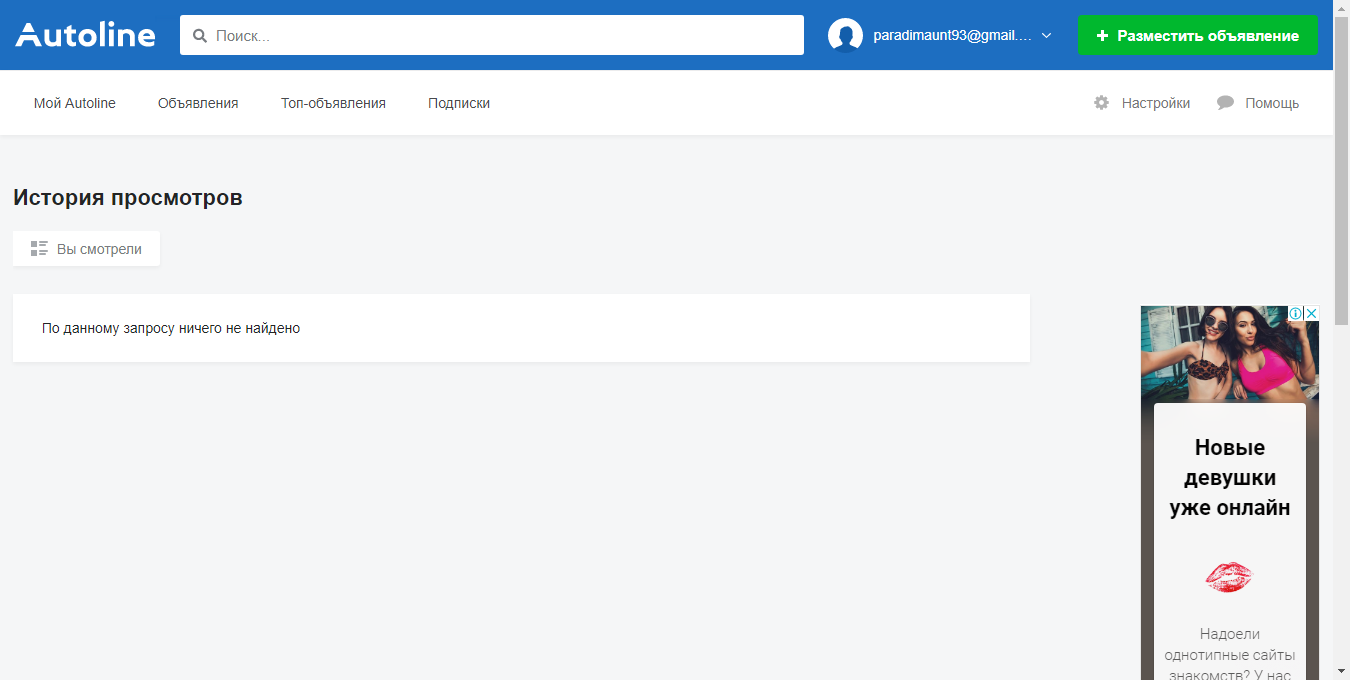 Autoline
Поиск...
paradimaunt93@gmail....
+ Разместить объявление
Мой Autoline
Объявления
Топ-объявления
Подписки
Настройки
Помощь
История просмотров
Вы смотрели
По данному запросу ничего не найдено
Новые
девушки
уже онлайн
Надоели
однотипные сайты
знакомств? У нас